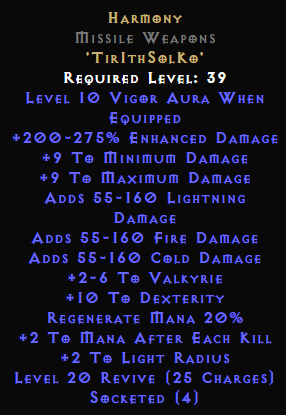 Harmony
Missile Weapons
'TirIthSolKo'
Required Level: 39
Level 10 Vigor Aura When
Equipped
+200-275% Enhanced Damage
+9 To Minimum Damage
+9 To Maximum Damage
Adds 55-160 Lightning
Damage
Adds 55-160 Fire Damage
Adds 55-160 Cold Damage
+2-6 To Valkyrie
+10 To Dexterity
Regenerate Mana 20%
+2 To Mana After Each Kill
+2 To Light Radius
Level 20 Revive (25 Charges)
Socketed (4)